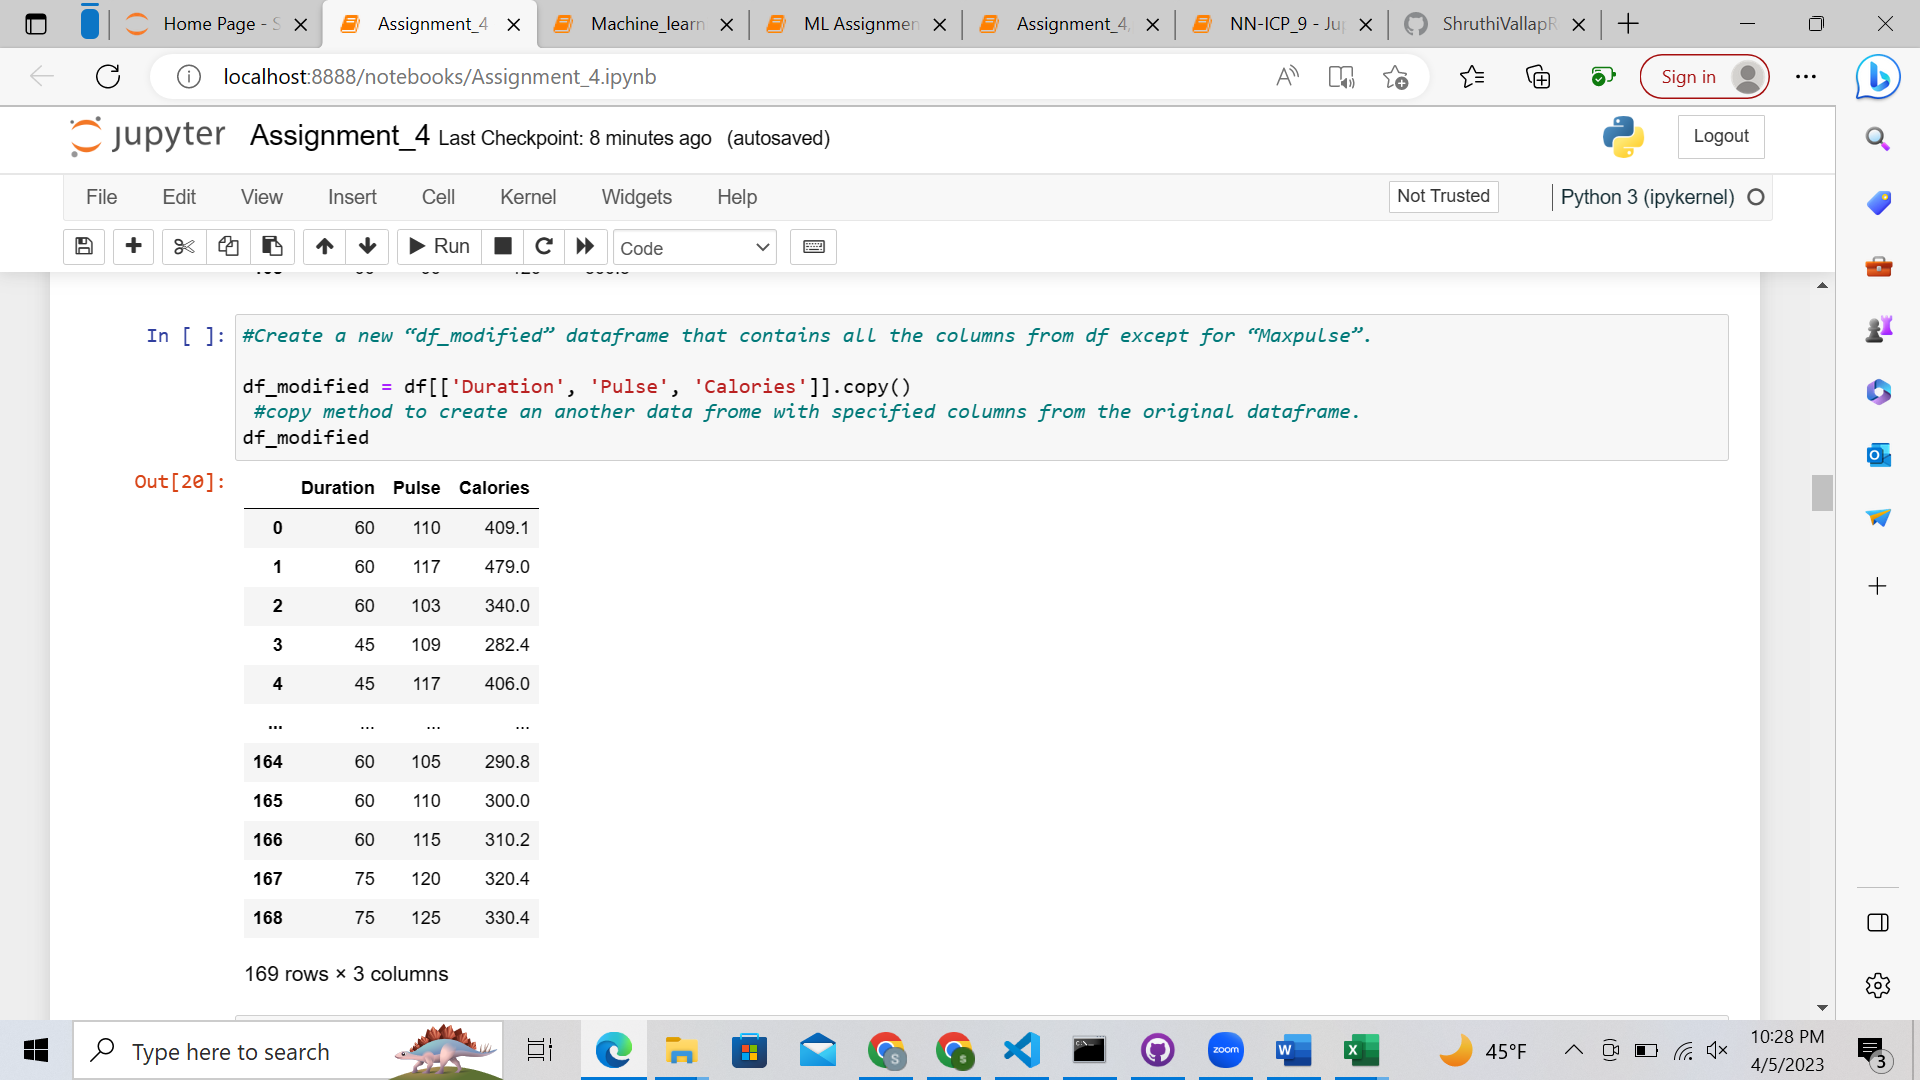 Home Page - S
Assignment_4
Machine_learn
ML Assignmen
Assignment_4
NN-ICP_9 - Ju
ShruthiVallapR
localhost:8888/notebooks/Assignment_4.ipynb
Sign in
jupyter Assignment_4 Last Checkpoint: 8 minutes ago (autosaved)
Logout
File Edit View Insert Cell Kernel Widgets Help
Not Trusted
Python 3 (ipykernel)
Run
Code
In [ ]:
#Create a new “df_modified” dataframe that contains all the columns from df except for “Maxpulse”.
df_modified = df[['Duration', 'Pulse', 'Calories']].copy()
#copy method to create an another data frome with specified columns from the original dataframe.
df_modified
Out[20]:
Duration Pulse Calories
0 60 110 409.1
1 60 117 479.0
2 60 103 340.0
3 45 109 282.4
4 45 117 406.0
... ... ... ...
164 60 105 290.8
165 60 110 300.0
166 60 115 310.2
167 75 120 320.4
168 75 125 330.4
169 rows × 3 columns
Type here to search
zoom
45°F
10:28 PM
4/5/2023
3